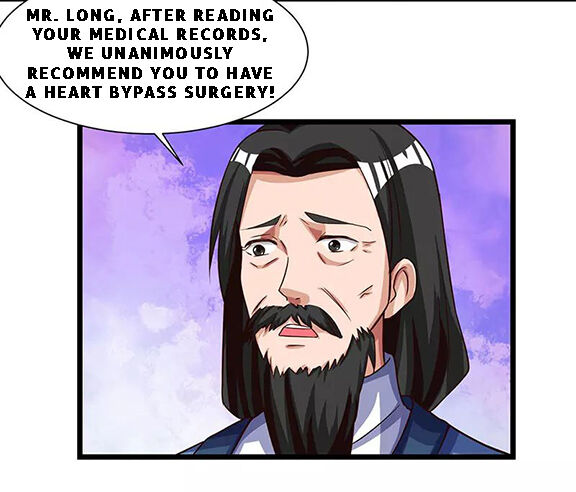 MR. LONG, AFTER READING
YOUR MEDICAL RECORDS,
WE UNANIMOUSLY
RECOMMEND YOU TO HAVE
A HEART BYPASS SURGERY!